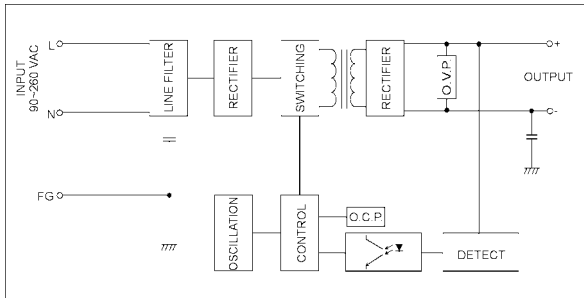 INPUT
90~260 VAC
L
N
FG
LINE FILTER
RECTIFIER
SWITCHING
RECTIFIER
O.V.P.
+
OUTPUT
-
OSCILLATION
CONTROL
O.C.P.
DETECT